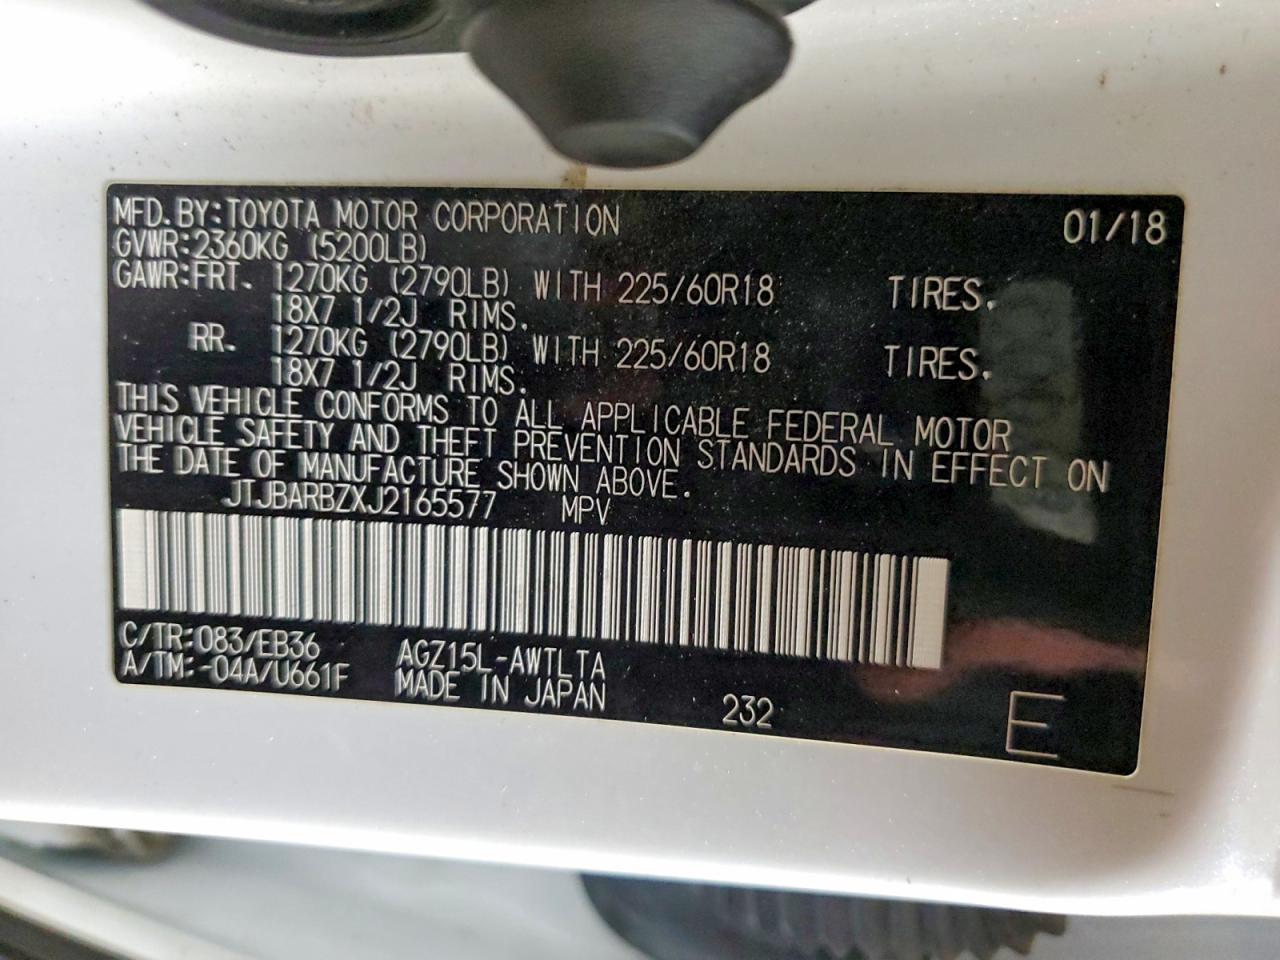 MFD.BY:TOYOTA MOTOR CORPORATION 01/18
GVWR:2360KG (5200LB)
GAWR:FRT. 1270KG (2790LB) WITH 225/60R18 TIRES.
18X7 1/2J RIMS.
RR. 1270KG (2790LB) WITH 225/60R18 TIRES.
18X7 1/2J RIMS.
THIS VEHICLE CONFORMS TO ALL APPLICABLE FEDERAL MOTOR
VEHICLE SAFETY AND THEFT PREVENTION STANDARDS IN EFFECT ON
THE DATE OF MANUFACTURE SHOWN ABOVE.
JTJBARBZXJ2165577 MPV
C/TR:083/EB36 AGZ15L-AWTLTA
A/TM:-04A/U661F MADE IN JAPAN 232 E